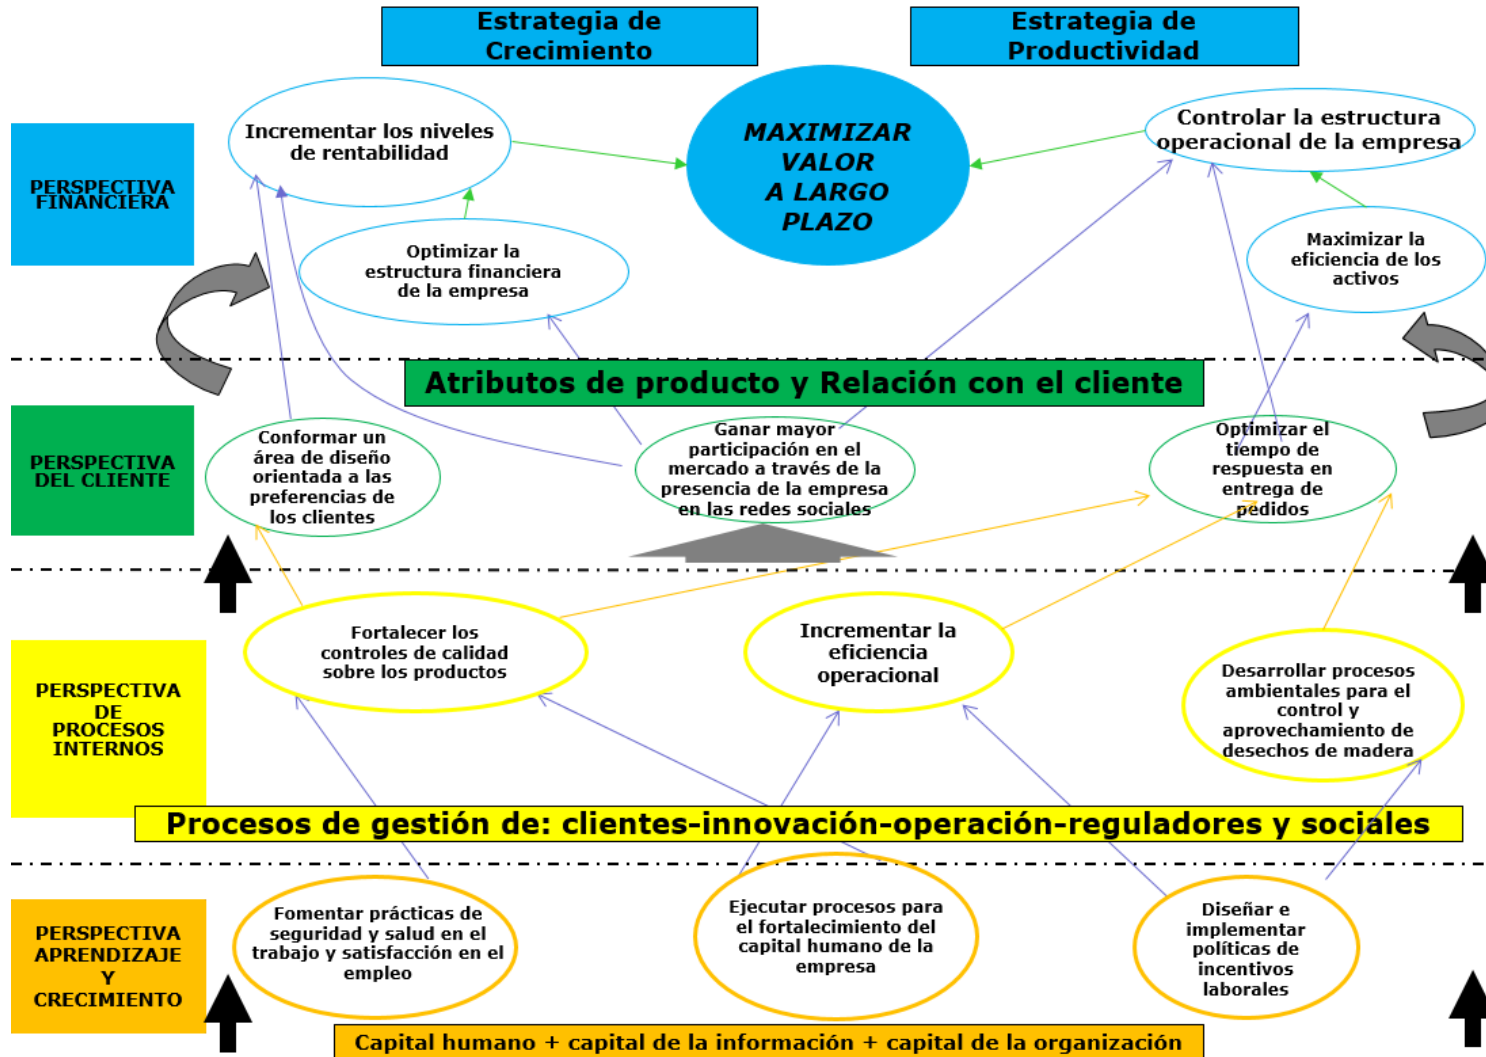 Estrategia de
Crecimiento
Estrategia de
Productividad
PERSPECTIVA
FINANCIERA
Incrementar los niveles
de rentabilidad
MAXIMIZAR
VALOR
A LARGO
PLAZO
Controlar la estructura
operacional de la empresa
Optimizar la
estructura financiera
de la empresa
Maximizar la
eficiencia de los
activos
Atributos de producto y Relación con el cliente
PERSPECTIVA
DEL CLIENTE
Conformar un
área de diseño
orientada a las
preferencias de
los clientes
Ganar mayor
participación en el
mercado a través de la
presencia de la empresa
en las redes sociales
Optimizar el
tiempo de
respuesta en
entrega de
pedidos
PERSPECTIVA
DE
PROCESOS
INTERNOS
Fortalecer los
controles de calidad
sobre los productos
Incrementar la
eficiencia
operacional
Desarrollar procesos
ambientales para el
control y
aprovechamiento de
desechos de madera
Procesos de gestión de: clientes-innovación-operación-reguladores y sociales
PERSPECTIVA
APRENDIZAJE
Y
CRECIMIENTO
Fomentar prácticas de
seguridad y salud en el
trabajo y satisfacción en el
empleo
Ejecutar procesos para
el fortalecimiento del
capital humano de la
empresa
Diseñar e
implementar
políticas de
incentivos
laborales
Capital humano + capital de la información + capital de la organización